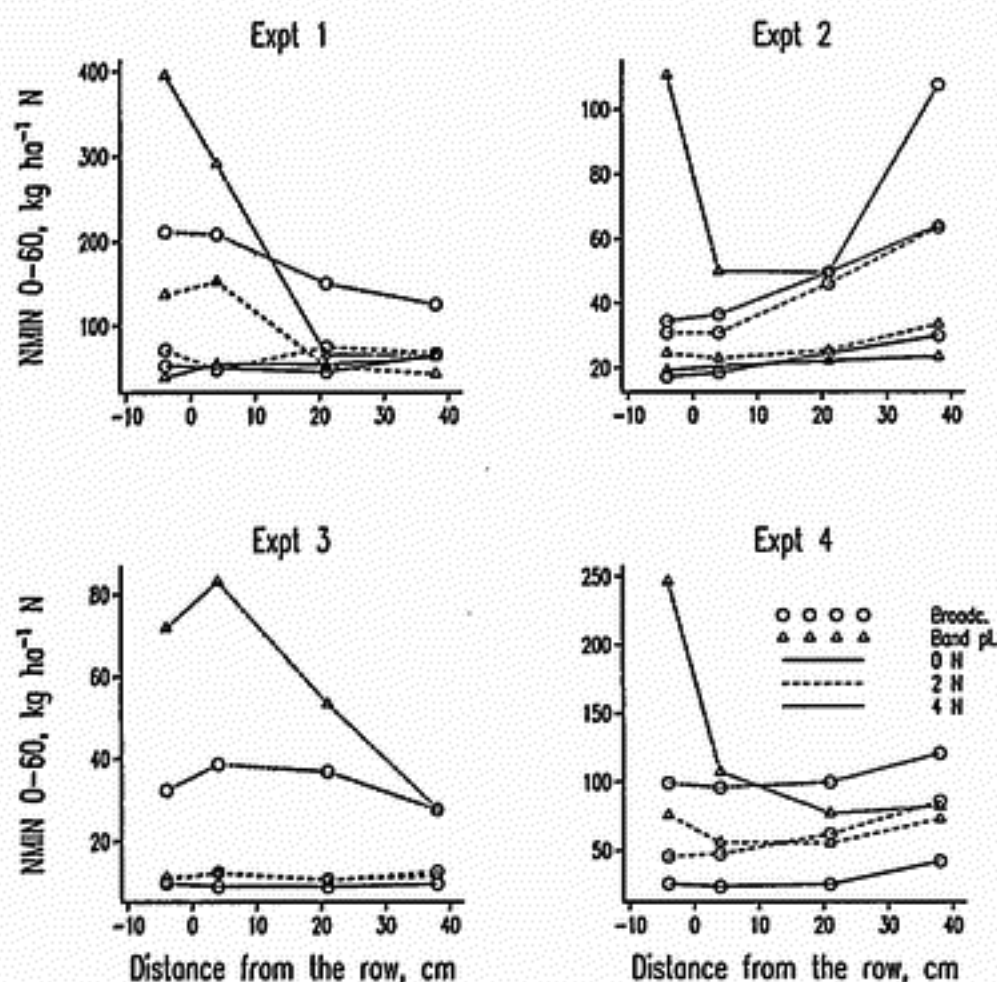 Expt 1
NMIN 0-60, kg ha⁻¹ N
400
300
200
100
-10 0 10 20 30 40
Expt 2
100
80
60
40
20
-10 0 10 20 30 40
Expt 3
NMIN 0-60, kg ha⁻¹ N
80
60
40
20
-10 0 10 20 30 40
Distance from the row, cm
Expt 4
250
200
150
100
50
Broadc.
Band pl.
0 N
2 N
4 N
-10 0 10 20 30 40
Distance from the row, cm